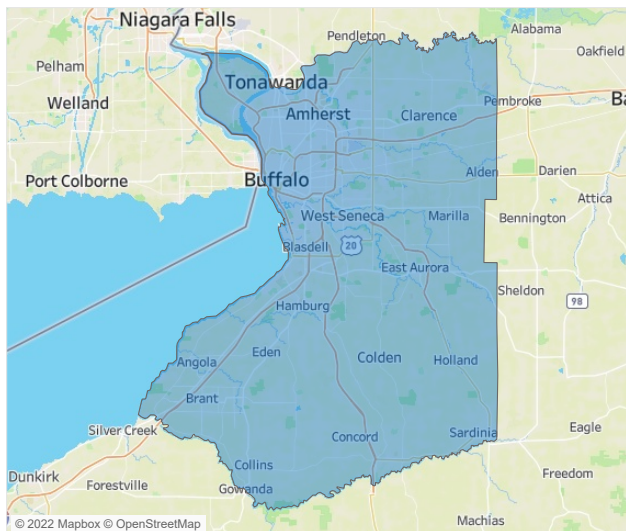 Niagara Falls
Pendleton
Alabama
Oakfield
Pelham
Tonawanda
Welland
Amherst
Clarence
Pembroke
Ba
Port Colborne
Buffalo
Alden
Darien
Attica
West Seneca
Marilla
Bennington
Blasdell
20
East Aurora
Sheldon
98
Hamburg
Angola
Eden
Colden
Holland
Brant
Silver Creek
Concord
Sardinia
Eagle
Dunkirk
Forestville
Collins
Gowanda
Freedom
Machias
© 2022 Mapbox © OpenStreetMap